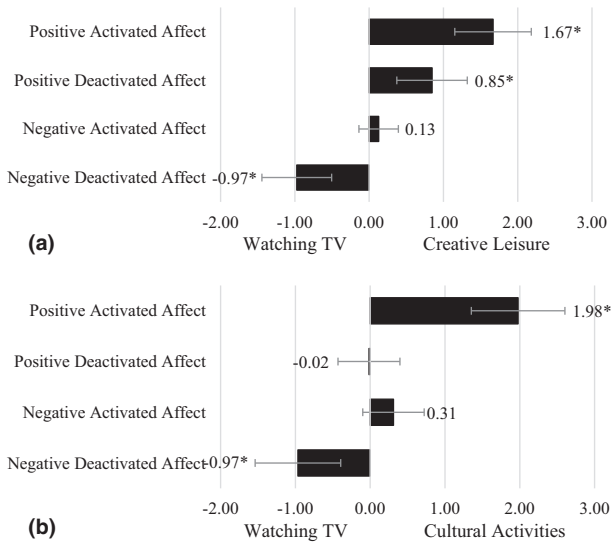 Positive Activated Affect
1.67*
Positive Deactivated Affect
0.85*
Negative Activated Affect
0.13
Negative Deactivated Affect -0.97*
-2.00 -1.00 0.00 1.00 2.00 3.00
(a) Watching TV Creative Leisure
Positive Activated Affect
1.98*
Positive Deactivated Affect
-0.02
Negative Activated Affect
0.31
Negative Deactivated Affect -0.97*
-2.00 -1.00 0.00 1.00 2.00 3.00
(b) Watching TV Cultural Activities